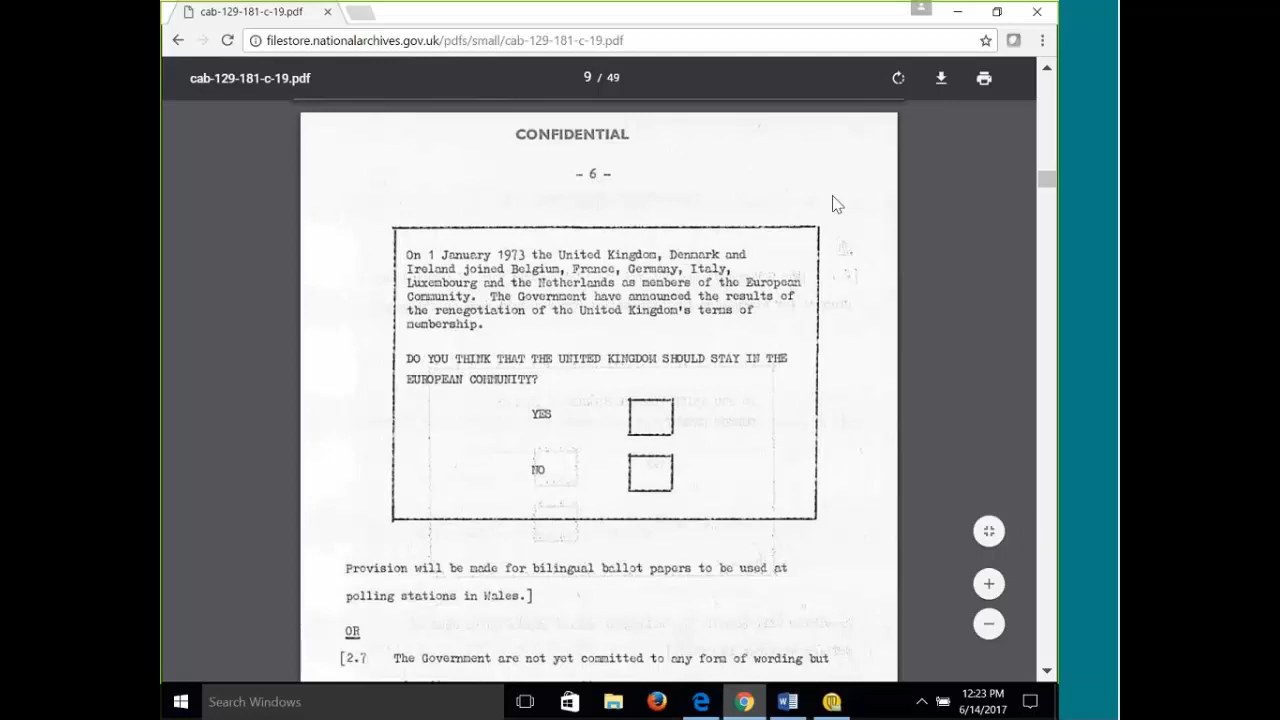 cab-129-181-c-19.pdf
filestore.nationalarchives.gov.uk/pdfs/small/cab-129-181-c-19.pdf
cab-129-181-c-19.pdf
9 / 49
CONFIDENTIAL
- 6 -
On 1 January 1973 the United Kingdom, Denmark and
Ireland joined Belgium, France, Germany, Italy,
Luxembourg and the Netherlands as members of the European
Community. The Government have announced the results of
the renegotiation of the United Kingdom's terms of
membership.
DO YOU THINK THAT THE UNITED KINGDOM SHOULD STAY IN THE
EUROPEAN COMMUNITY?
YES
NO
Provision will be made for bilingual ballot papers to be used at
polling stations in Wales.]
OR
[2.7 The Government are not yet committed to any form of wording but
Search Windows
12:23 PM
6/14/2017